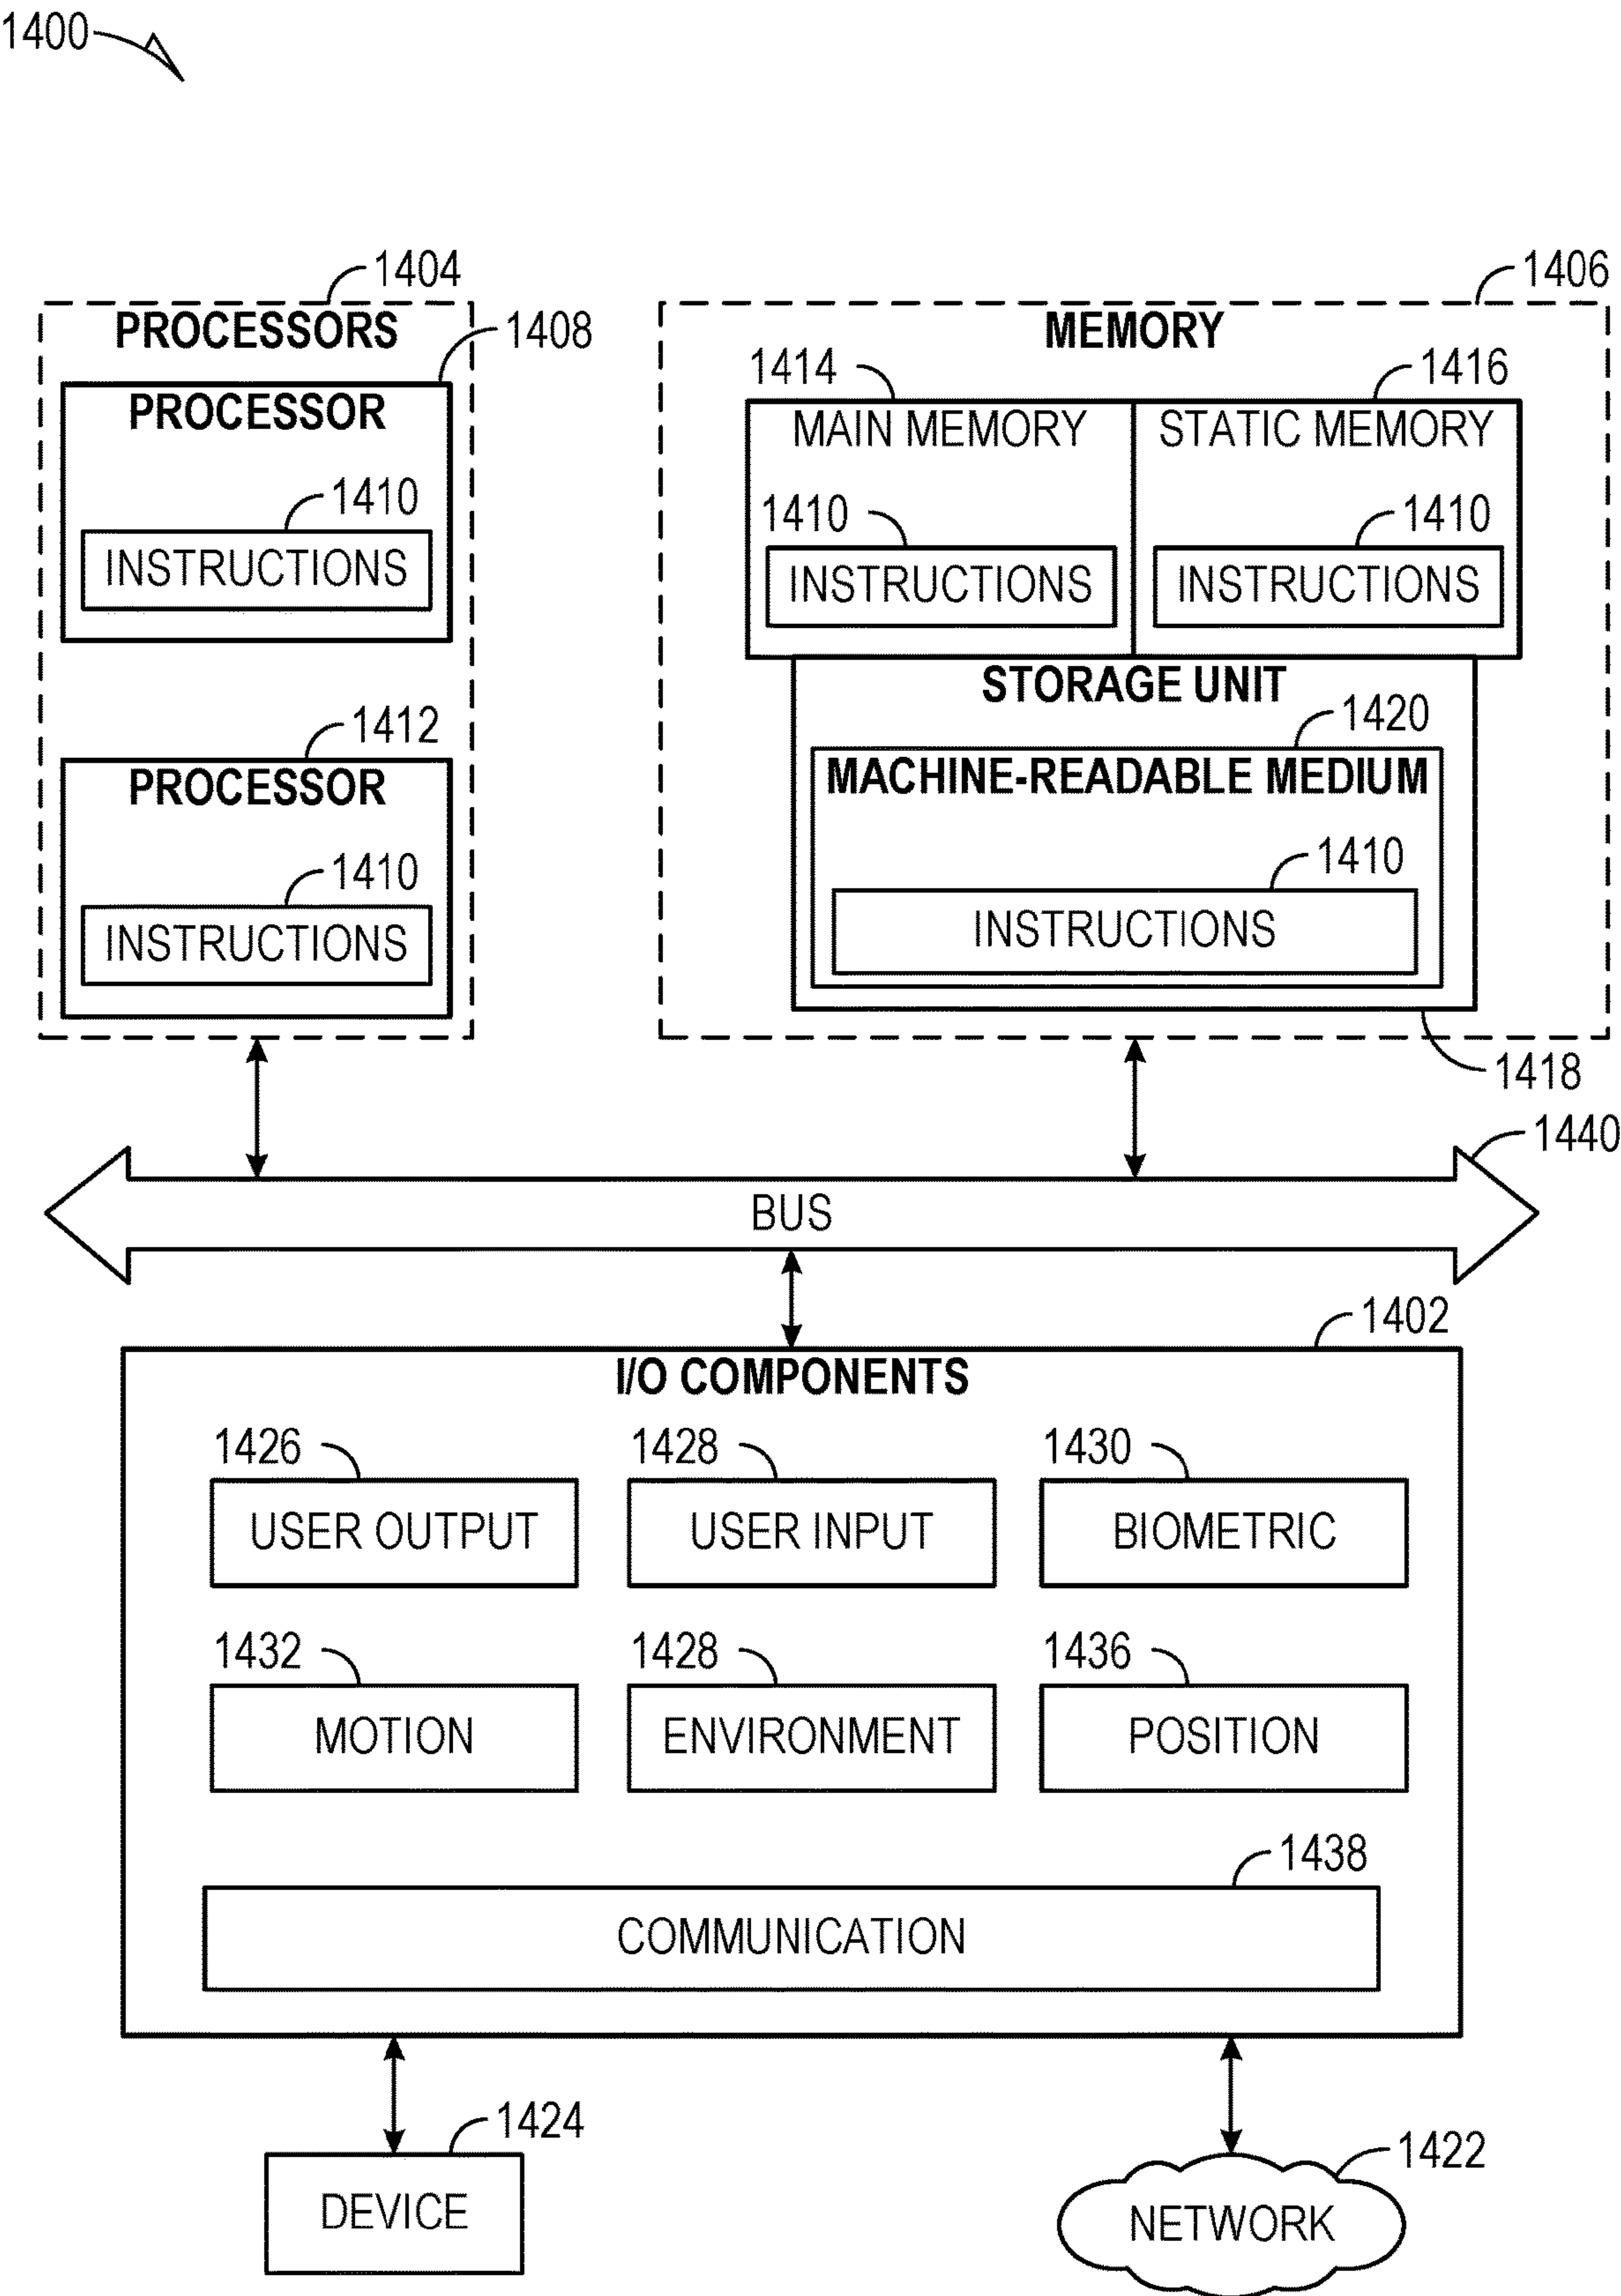 1400
1404
1406
PROCESSORS
1408
MEMORY
1414
1416
PROCESSOR
MAIN MEMORY
STATIC MEMORY
1410
1410
1410
INSTRUCTIONS
INSTRUCTIONS
INSTRUCTIONS
STORAGE UNIT
1412
1420
PROCESSOR
MACHINE-READABLE MEDIUM
1410
1410
INSTRUCTIONS
INSTRUCTIONS
1418
1440
BUS
1402
I/O COMPONENTS
1426
1428
1430
USER OUTPUT
USER INPUT
BIOMETRIC
1432
1428
1436
MOTION
ENVIRONMENT
POSITION
1438
COMMUNICATION
1424
1422
DEVICE
NETWORK